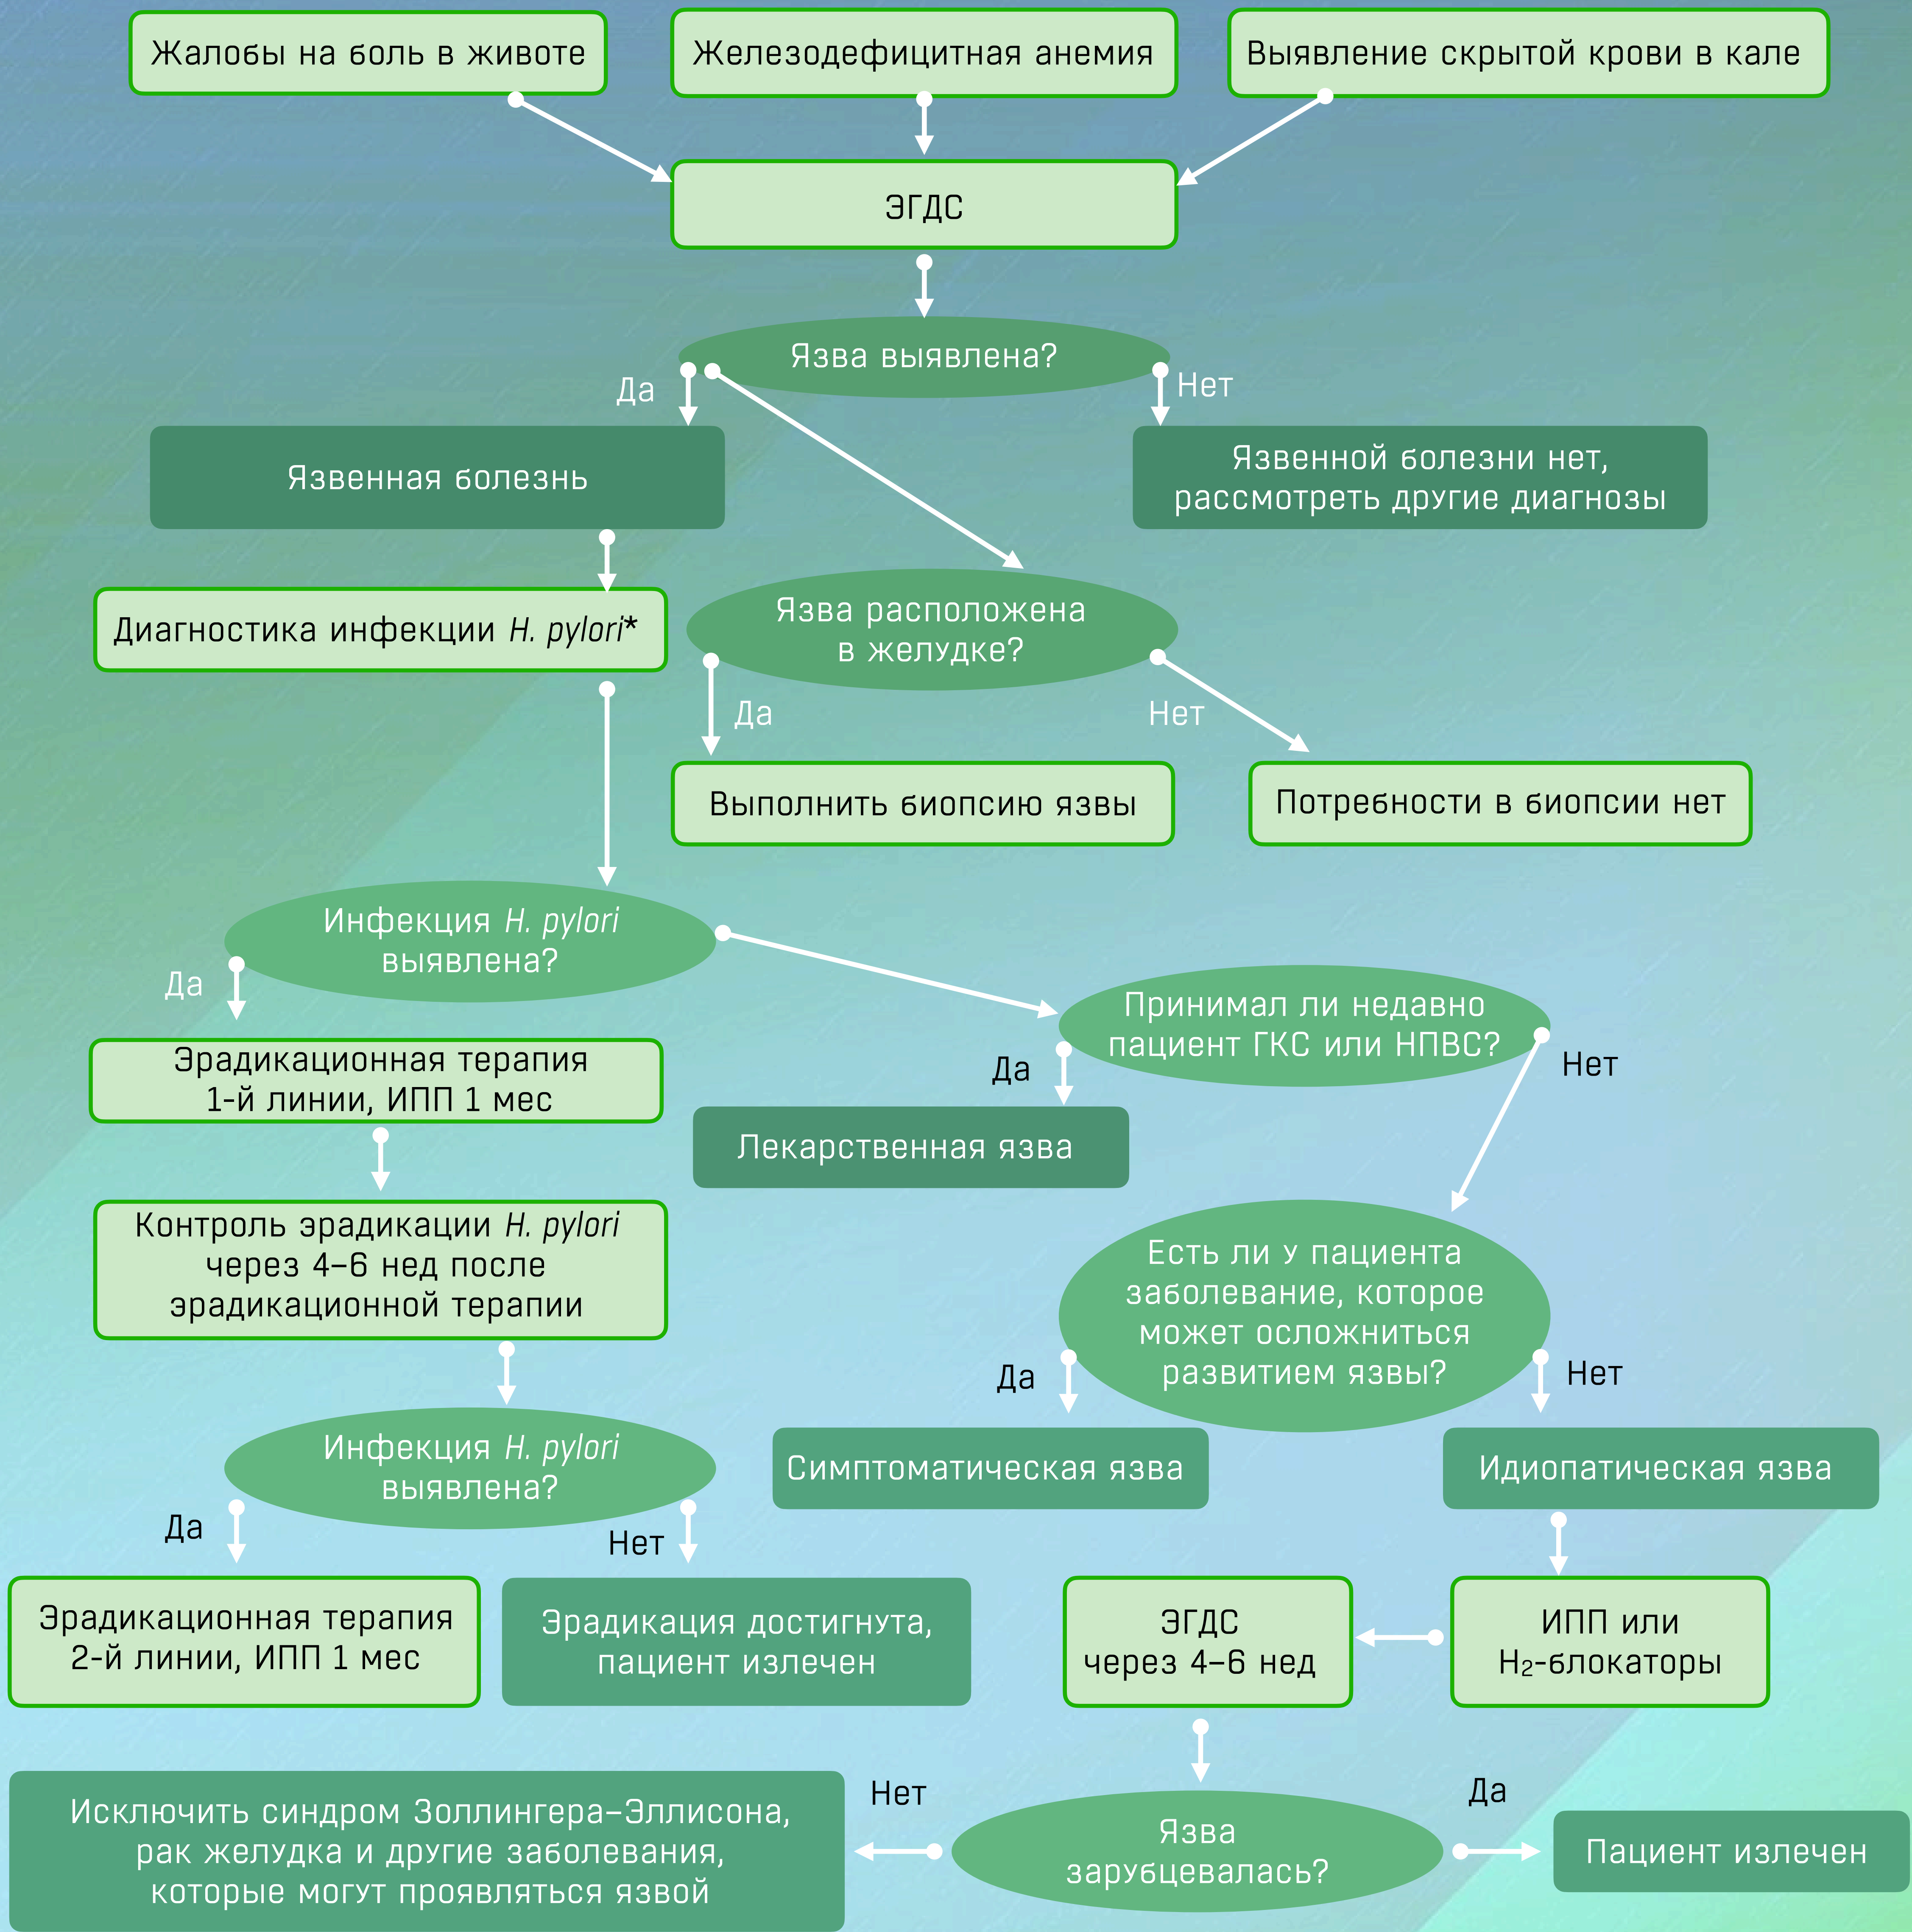 Жалобы на боль в животе
Железодефицитная анемия
Выявление скрытой крови в кале
ЭГДС
Язва выявлена?
Да
Нет
Язвенная болезнь
Язвенной болезни нет,
рассмотреть другие диагнозы
Диагностика инфекции H. pylori*
Язва расположена
в желудке?
Да
Нет
Выполнить биопсию язвы
Потребности в биопсии нет
Инфекция H. pylori
выявлена?
Да
Принимал ли недавно
пациент ГКС или НПВС?
Да
Нет
Эрадикационная терапия
1-й линии, ИПП 1 мес
Лекарственная язва
Контроль эрадикации H. pylori
через 4–6 нед после
эрадикационной терапии
Есть ли у пациента
заболевание, которое
может осложниться
развитием язвы?
Да
Нет
Инфекция H. pylori
выявлена?
Да
Нет
Симптоматическая язва
Идиопатическая язва
Эрадикационная терапия
2-й линии, ИПП 1 мес
Эрадикация достигнута,
пациент излечен
ЭГДС
через 4–6 нед
ИПП или
H₂-блокаторы
Исключить синдром Золлингера–Эллисона,
рак желудка и другие заболевания,
которые могут проявляться язвой
Нет
Язва
зарубцевалась?
Да
Пациент излечен